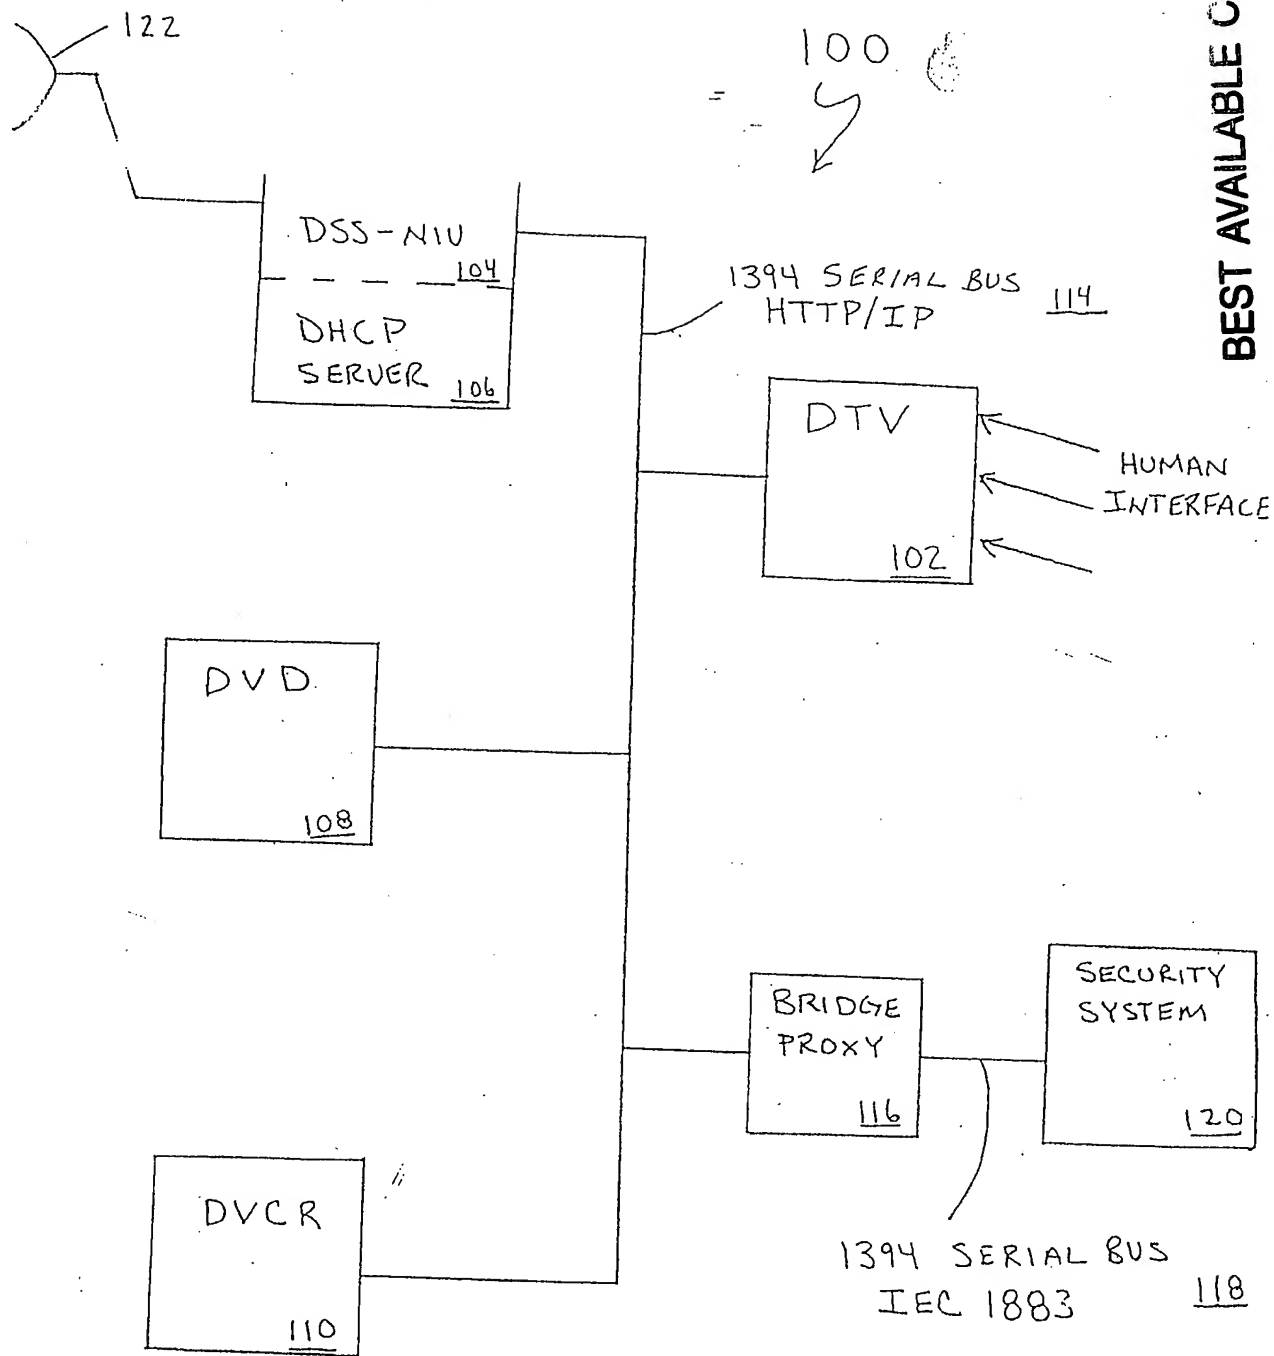 122
100
BEST AVAILABLE C
DSS-NIU
104
DHCP
SERVER
106
1394 SERIAL BUS
HTTP/IP
114
DTV
102
HUMAN
INTERFACE
DVD
108
BRIDGE
PROXY
116
SECURITY
SYSTEM
120
DVCR
110
1394 SERIAL BUS
IEC 1883
118